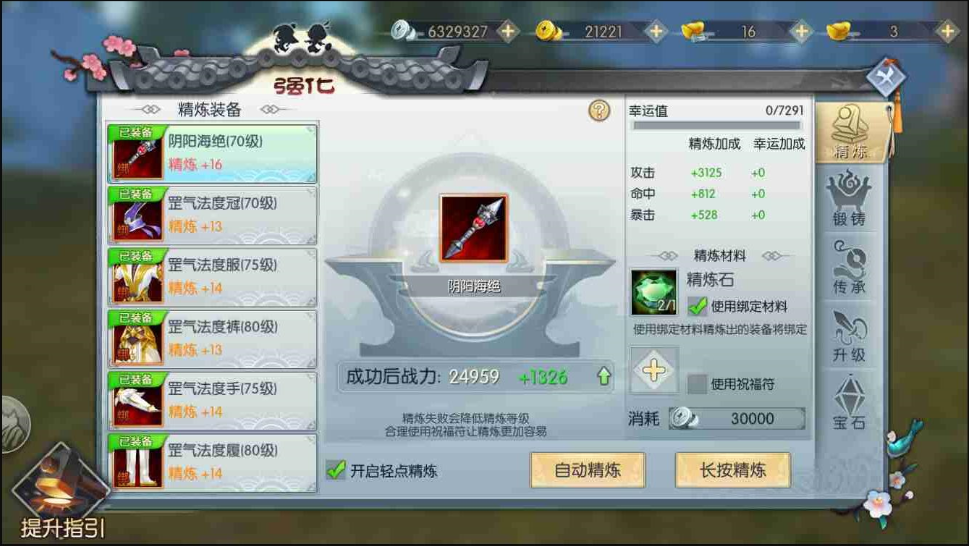 6329327
21221
16
3
强化
精炼装备
已装备
绑
阴阳海绝(70级)
精炼 +16
已装备
绑
罡气法度冠(70级)
精炼 +13
已装备
绑
罡气法度服(75级)
精炼 +14
已装备
绑
罡气法度裤(80级)
精炼 +13
已装备
绑
罡气法度手(75级)
精炼 +14
已装备
绑
罡气法度履(80级)
精炼 +14
?
阴阳海绝
成功后战力: 24959 +1326
精炼失败会降低精炼等级
合理使用祝福符让精炼更加容易
开启轻点精炼
自动精炼
长按精炼
幸运值 0/7291
精炼加成 幸运加成
攻击 +3125 +0
命中 +812 +0
暴击 +528 +0
精炼材料
精炼石
2/1
使用绑定材料
使用绑定材料精炼出的装备将绑定
使用祝福符
消耗 30000
精炼
锻铸
传承
升级
宝石
提升指引